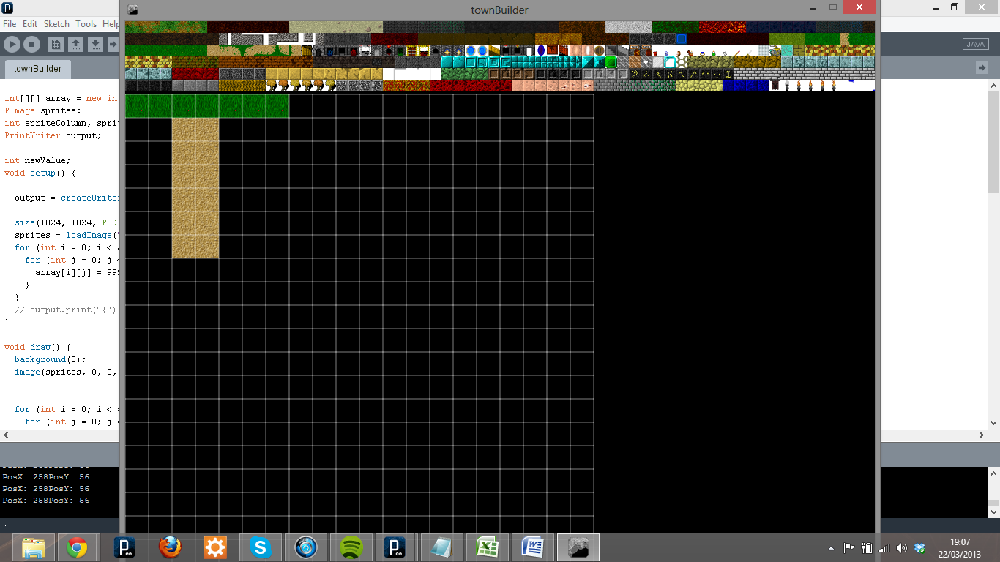 townBuilder
File Edit Sketch Tools Help
JAVA
townBuilder
int[][] array = new int
PImage sprites;
int spriteColumn, sprit
PrintWriter output;
int newValue;
void setup() {
output = createWriter
size(1024, 1024, P3D)
sprites = loadImage("
for (int i = 0; i < a
for (int j = 0; j <
array[i][j] = 999
}
}
// output.print("{")
}
void draw() {
background(0);
image(sprites, 0, 0,
for (int i = 0; i < a
for (int j = 0; j <
PosX: 258PosY: 56
PosX: 258PosY: 56
PosX: 258PosY: 56
1
19:07
22/03/2013